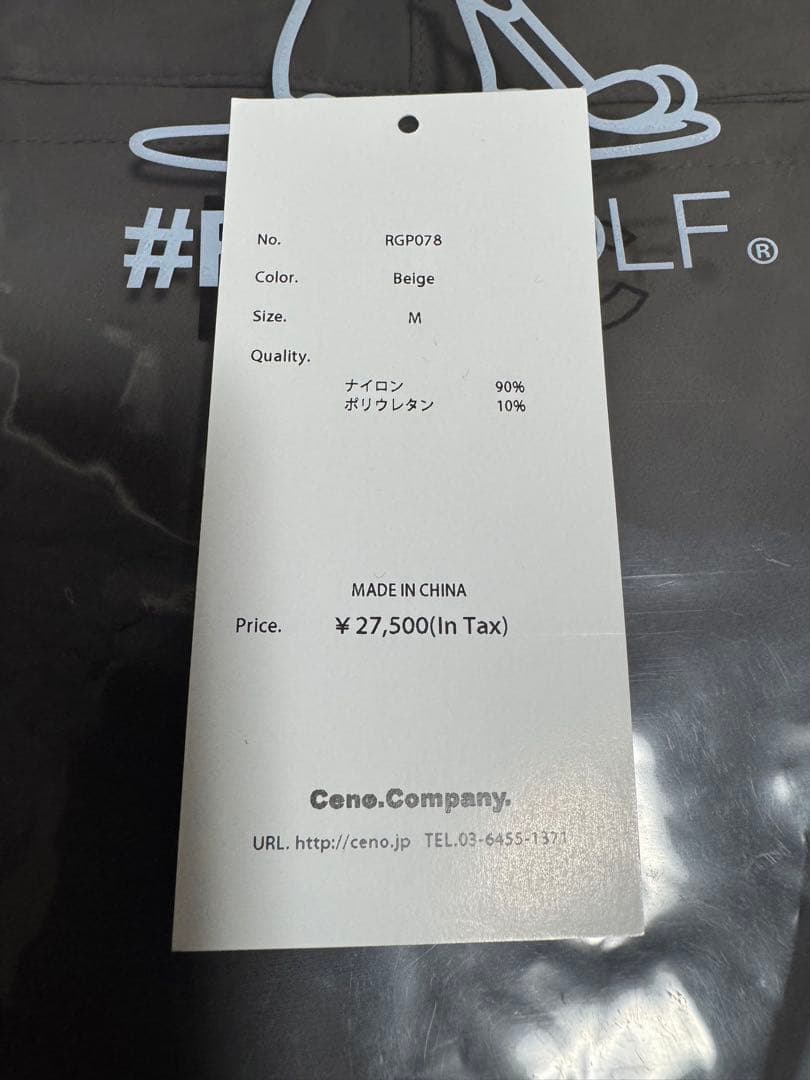 LF®
No. RGP078
Color. Beige
Size. M
Quality.
ナイロン 90%
ポリウレタン 10%
MADE IN CHINA
Price. ¥ 27,500(In Tax)
Ceno.Company.
URL. http://ceno.jp TEL.03-6455-1371